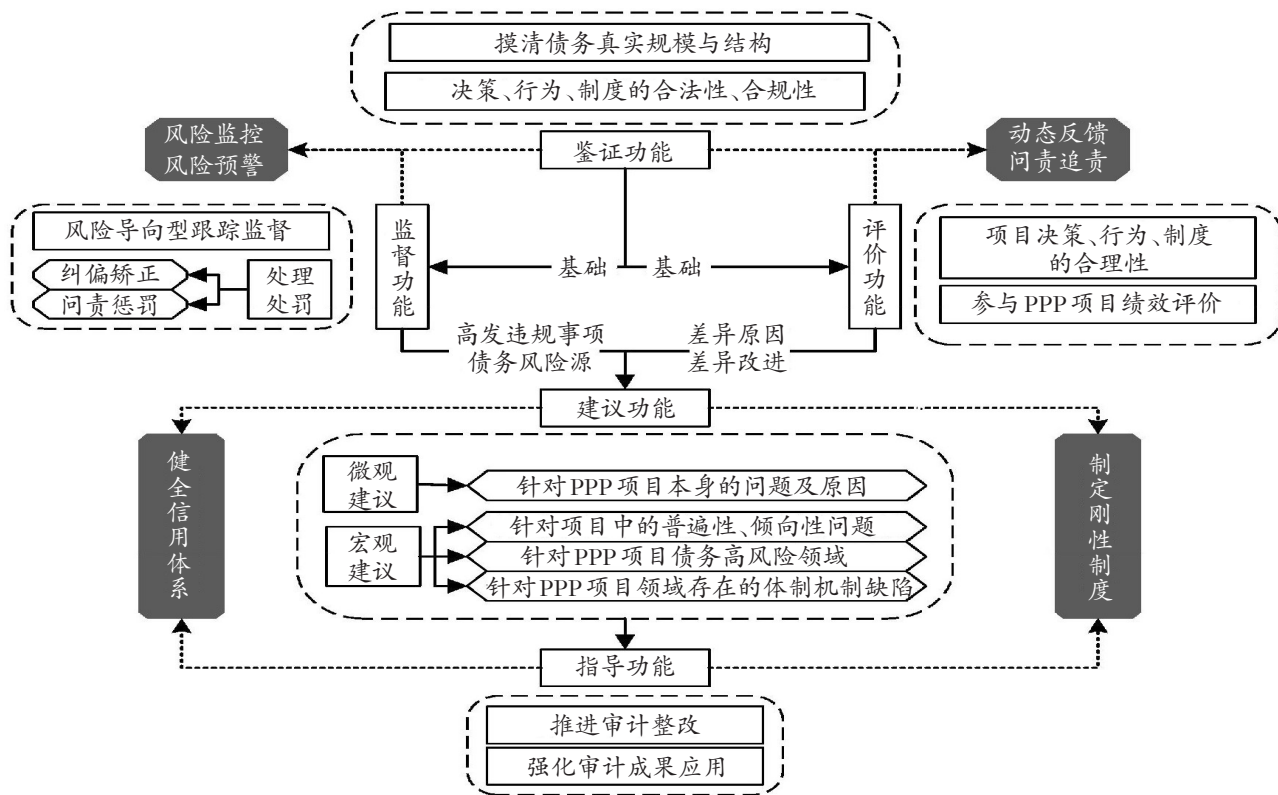 摸清债务真实规模与结构
决策、行为、制度的合法性、合规性
风险监控
风险预警
鉴证功能
动态反馈
问责追责
风险导向型跟踪监督
纠偏矫正
问责惩罚
处理
处罚
监督功能
基础
基础
评价功能
项目决策、行为、制度
的合理性
参与PPP项目绩效评价
高发违规事项
债务风险源
差异原因
差异改进
建议功能
健全信用体系
微观
建议
针对PPP项目本身的问题及原因
宏观
建议
针对项目中的普遍性、倾向性问题
针对PPP项目债务高风险领域
针对PPP项目领域存在的体制机制缺陷
制定刚性制度
指导功能
推进审计整改
强化审计成果应用